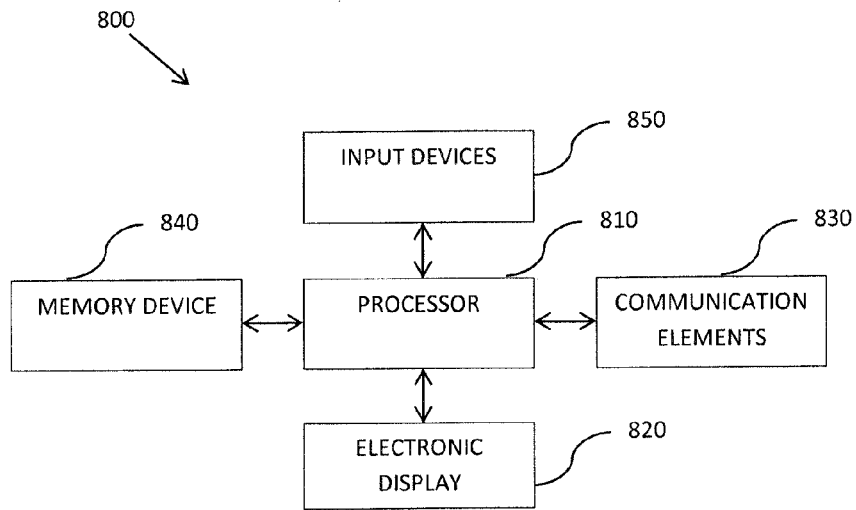 800
850
INPUT DEVICES
840
810
830
MEMORY DEVICE
PROCESSOR
COMMUNICATION
ELEMENTS
820
ELECTRONIC
DISPLAY